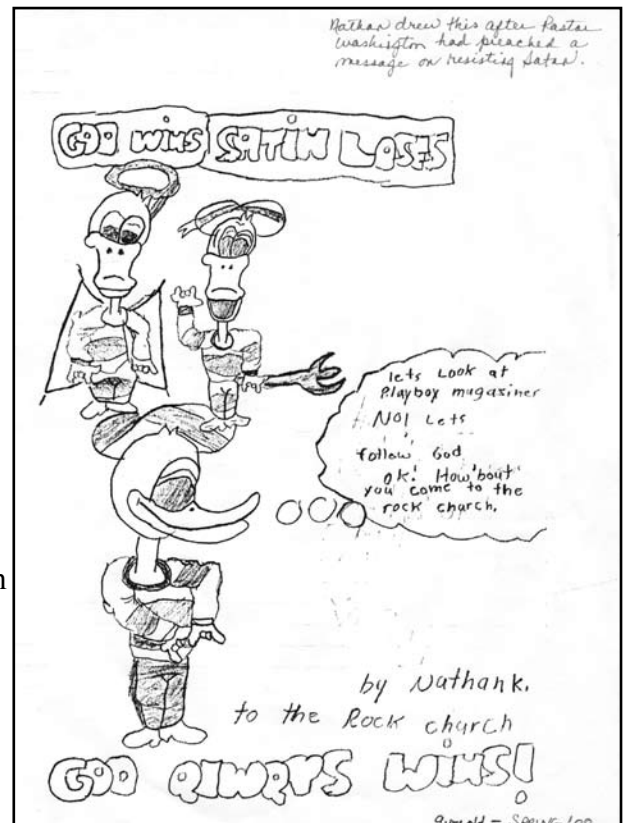 Nathan drew this after Pastor
Washington had preached a
message on resisting Satan.
GOD WINS SATIN LOSES
lets Look at
Playboy magaziner
NO! Lets
follow God
ok! How'bout
you come to the
rock church.
n
by Nathan K.
to the Rock church
GOD AlWAYS WINS!